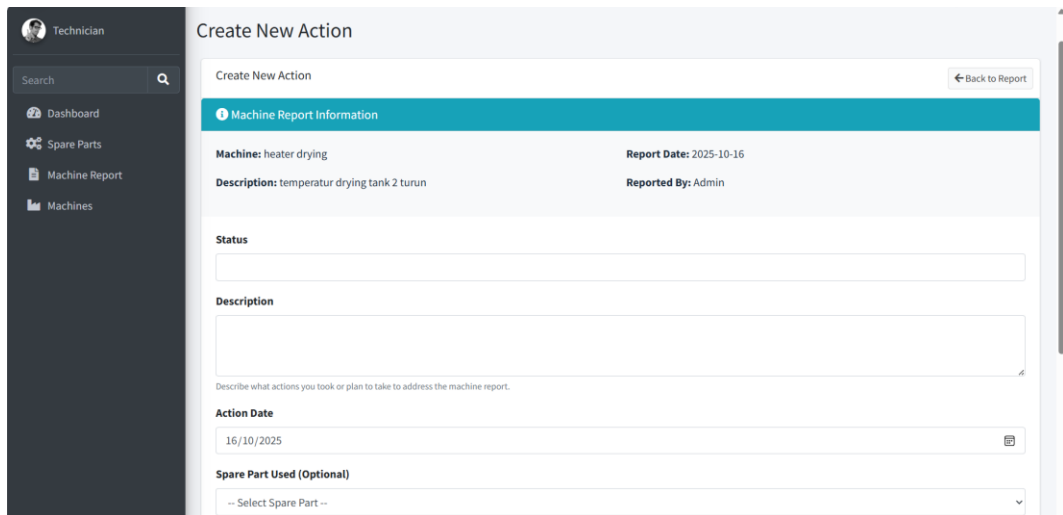 Technician
Search
Dashboard
Spare Parts
Machine Report
Machines
Create New Action
Create New Action
Back to Report
Machine Report Information
Machine: heater drying
Report Date: 2025-10-16
Description: temperatur drying tank 2 turun
Reported By: Admin
Status
Description
Describe what actions you took or plan to take to address the machine report.
Action Date
16/10/2025
Spare Part Used (Optional)
-- Select Spare Part --